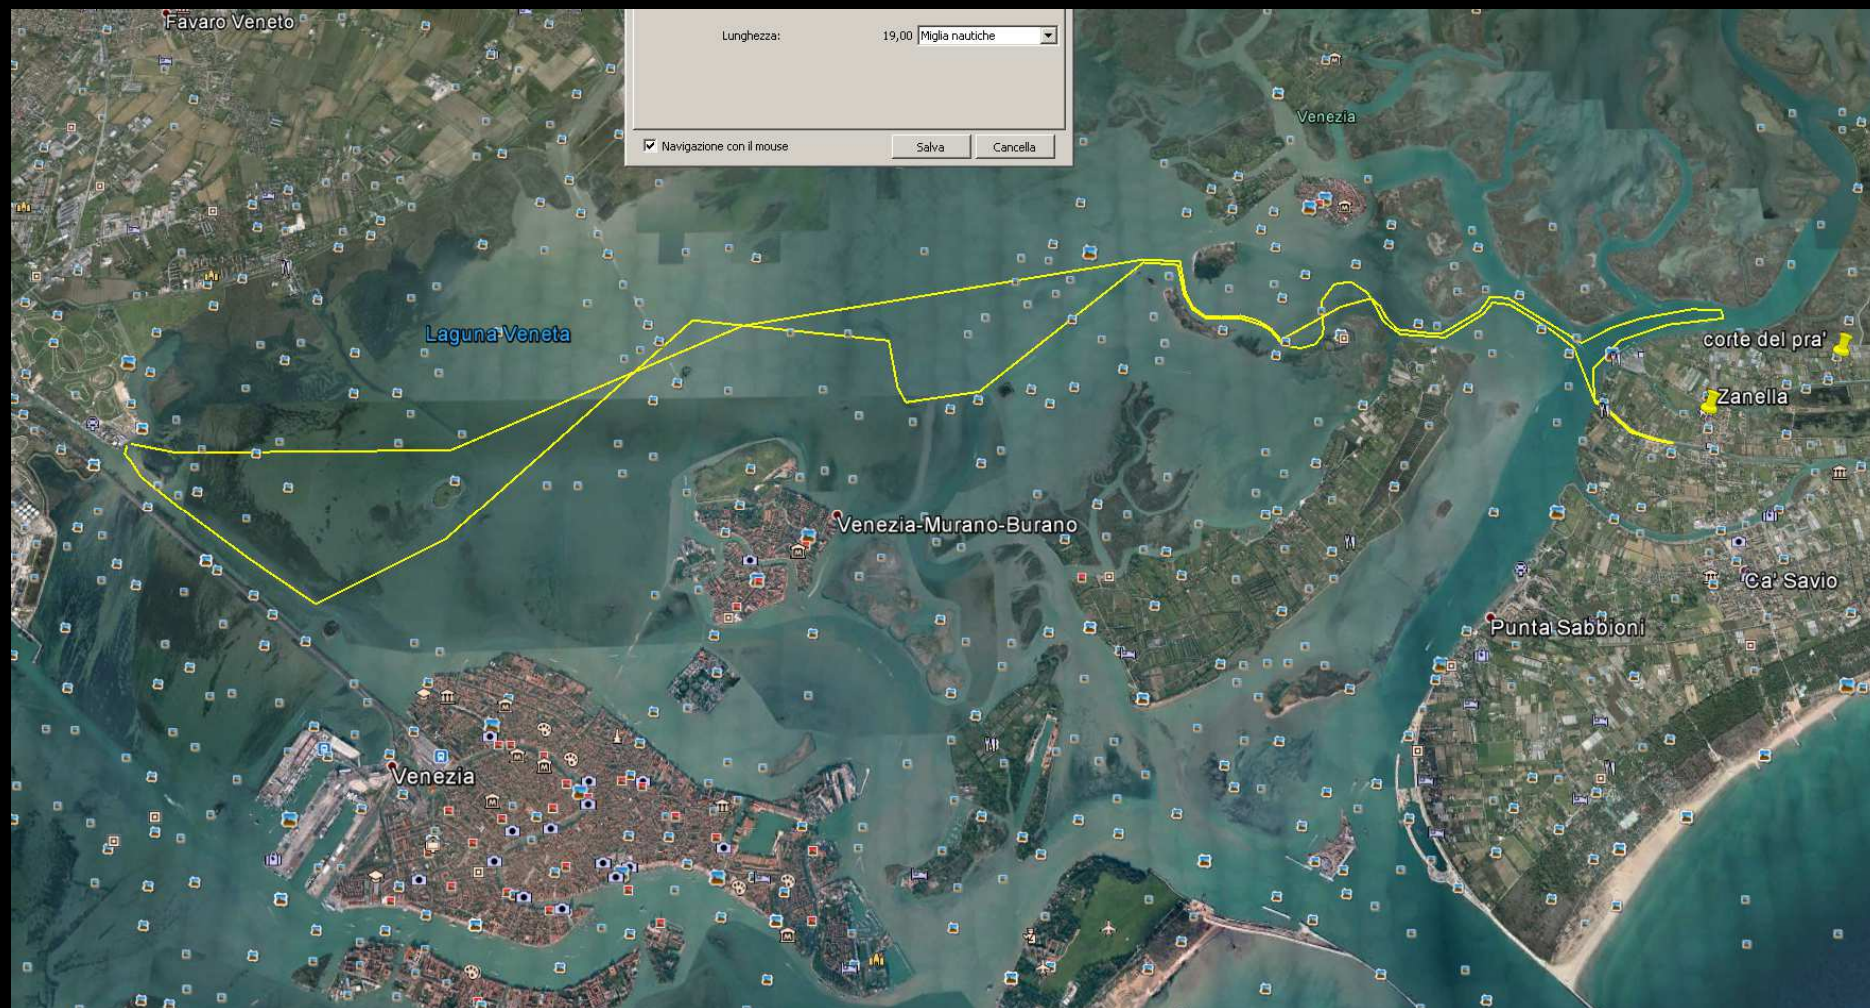 Favaro Veneto
Lunghezza: 19,00 Miglia nautiche
Navigazione con il mouse Salva Cancella
Venezia
Laguna Veneta
corte del pra'
Zanella
Venezia-Murano-Burano
Ca' Savio
Punta Sabbioni
Venezia